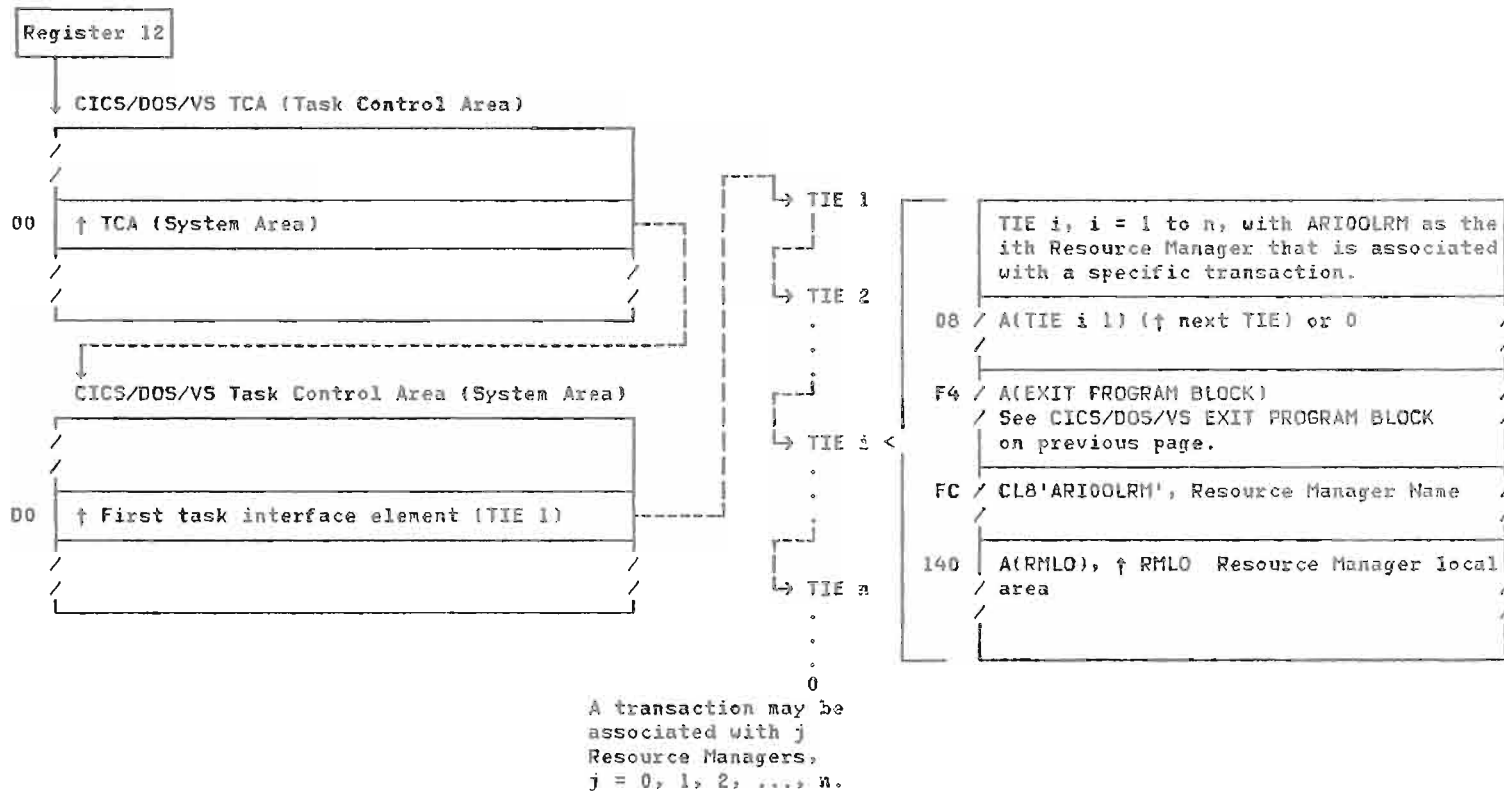 Register 12
CICS/DOS/VS TCA (Task Control Area)
00 ↑ TCA (System Area)
CICS/DOS/VS Task Control Area (System Area)
D0 ↑ First task interface element (TIE 1)
TIE 1
TIE 2
TIE i <
TIE n
0
A transaction may be
associated with j
Resource Managers,
j = 0, 1, 2, ..., n.
TIE i, i = 1 to n, with ARI00LRM as the
ith Resource Manager that is associated
with a specific transaction.
08 A(TIE i 1) (↑ next TIE) or 0
F4 A(EXIT PROGRAM BLOCK)
See CICS/DOS/VS EXIT PROGRAM BLOCK
on previous page.
FC CL8'ARI00LRM', Resource Manager Name
140 A(RMLO), ↑ RMLO Resource Manager local
area